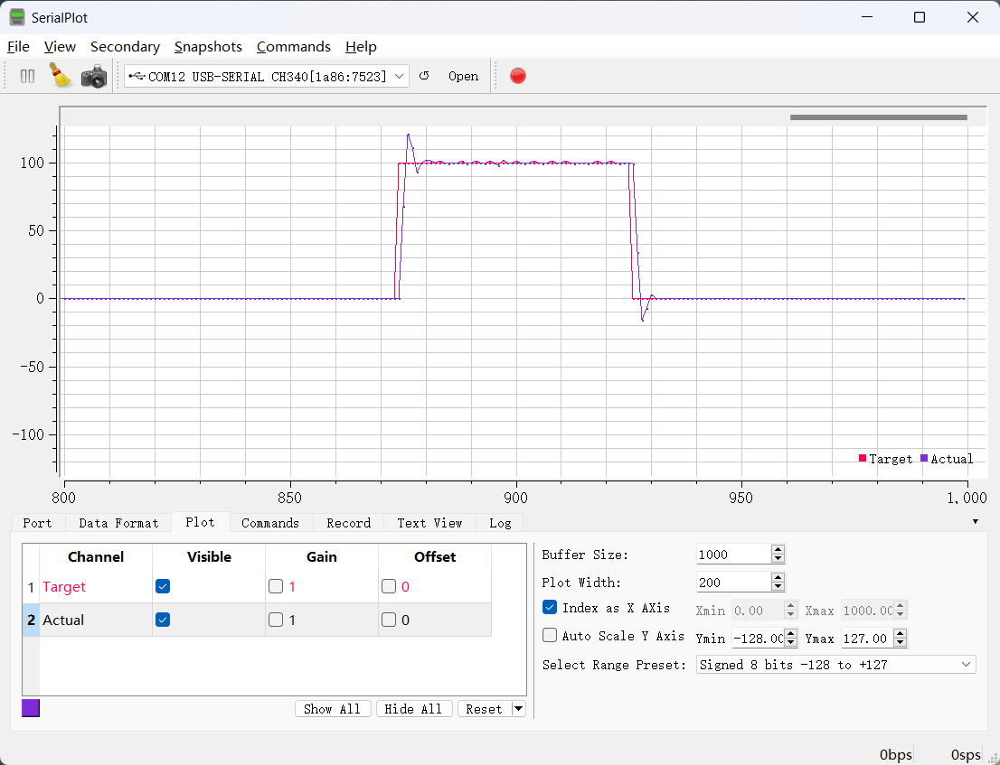 SerialPlot
File View Secondary Snapshots Commands Help
COM12 USB-SERIAL CH340[1a86:7523] Open
100
50
0
-50
-100
Target Actual
800 850 900 950 1,000
Port Data Format Plot Commands Record Text View Log
Channel Visible Gain Offset
1 Target 1 0
2 Actual 1 0
Show All Hide All Reset
Buffer Size: 1000
Plot Width: 200
Index as X AXis Xmin 0.00 Xmax 1000.00
Auto Scale Y Axis Ymin -128.00 Ymax 127.00
Select Range Preset: Signed 8 bits -128 to +127
0bps 0sps